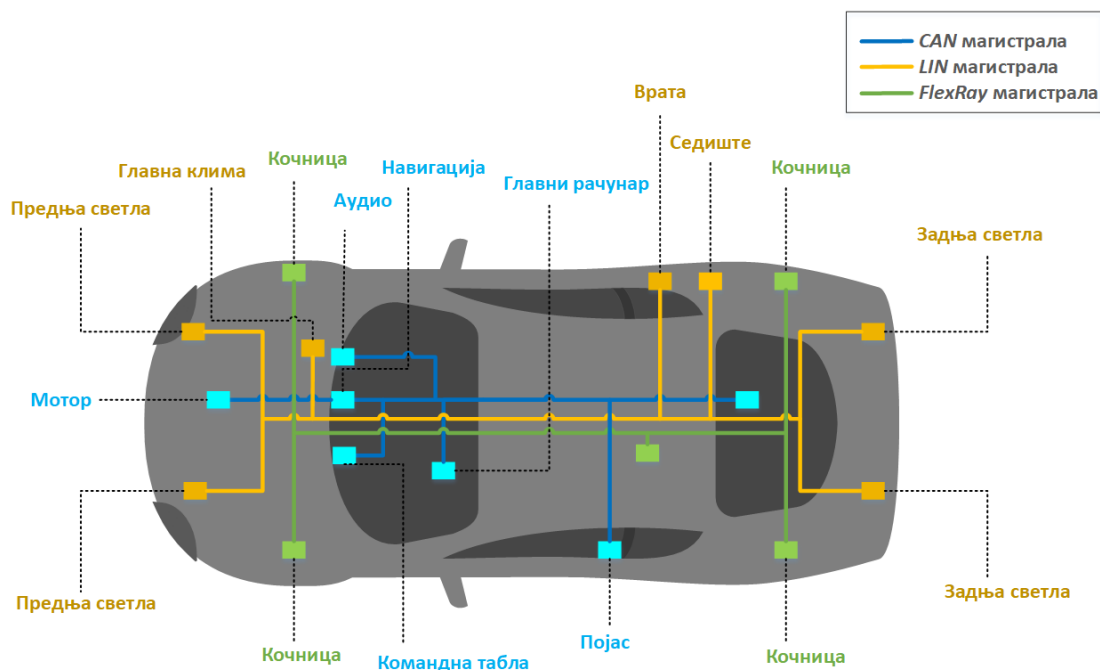 CAN магистрала
LIN магистрала
FlexRay магистрала
Врата
Седиште
Кочница
Навигација
Главни рачунар
Кочница
Главна клима
Аудио
Предња светла
Задња светла
Мотор
Предња светла
Задња светла
Појас
Кочница
Командна табла
Кочница